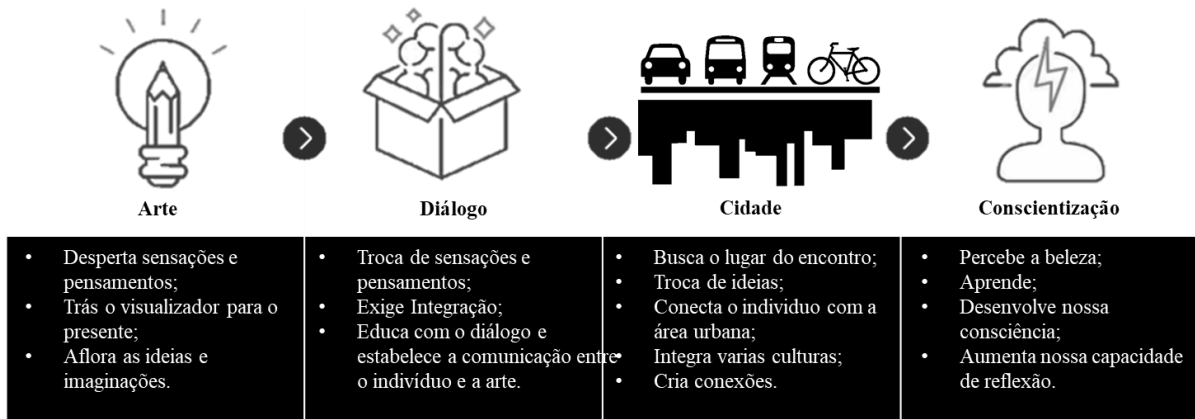 Arte
Diálogo
Cidade
Conscientização
• Desperta sensações e
pensamentos;
• Trás o visualizador para o
presente;
• Aflora as ideias e
imaginações.
• Troca de sensações e
pensamentos;
• Exige Integração;
• Educa com o diálogo e
estabelece a comunicação entre
o indivíduo e a arte.
• Busca o lugar do encontro;
• Troca de ideias;
• Conecta o individuo com a
área urbana;
• Integra varias culturas;
• Cria conexões.
• Percebe a beleza;
• Aprende;
• Desenvolve nossa
consciência;
• Aumenta nossa capacidade
de reflexão.